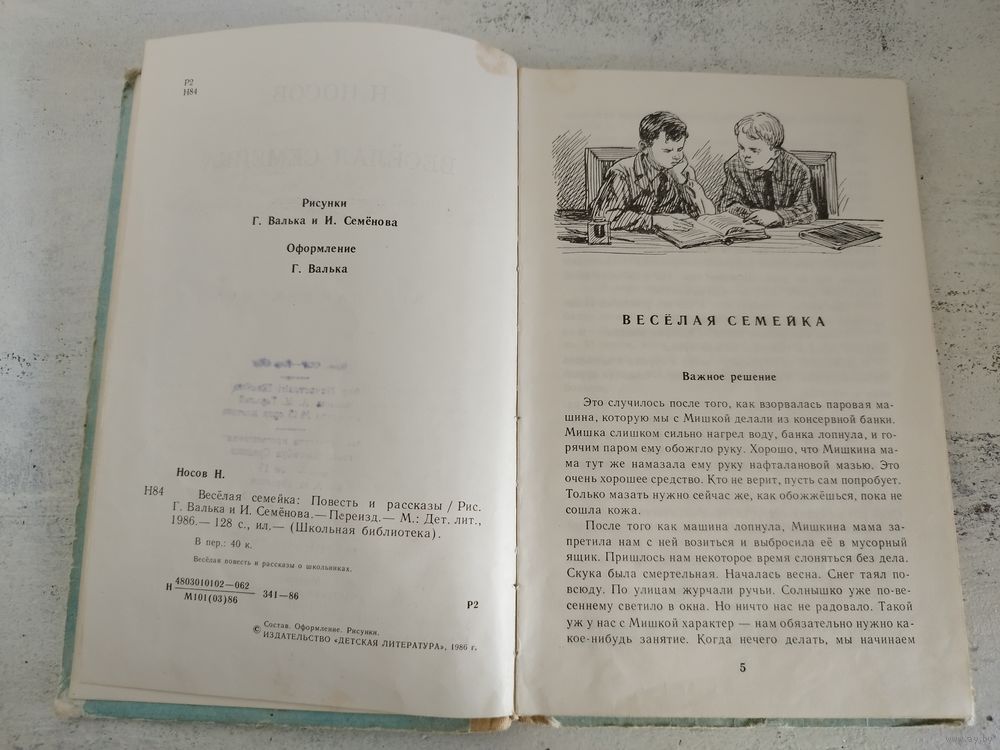 Р2
Н84
Рисунки
Г. Валька и И. Семёнова
Оформление
Г. Валька
Носов Н.
Н84
Весёлая семейка: Повесть и рассказы / Рис.
Г. Валька и И. Семёнова.— Переизд.— М.: Дет. лит.,
1986.— 128 с., ил.— (Школьная библиотека).
В пер.: 40 к.
Весёлая повесть и рассказы о школьниках.
Н 4803010102—062
М101(03)86
341—86
Р2
© Состав. Оформление. Рисунки.
ИЗДАТЕЛЬСТВО «ДЕТСКАЯ ЛИТЕРАТУРА», 1986 г.
ВЕСЁЛАЯ СЕМЕЙКА
Важное решение
Это случилось после того, как взорвалась паровая ма-
шина, которую мы с Мишкой делали из консервной банки.
Мишка слишком сильно нагрел воду, банка лопнула, и го-
рячим паром ему обожгло руку. Хорошо, что Мишкина ма-
ма тут же намазала ему руку нафталановой мазью. Это
очень хорошее средство. Кто не верит, пусть сам попробует.
Только мазать нужно сейчас же, как обожжёшься, пока не
сошла кожа.
После того как машина лопнула, Мишкина мама за-
претила нам с ней возиться и выбросила её в мусорный
ящик. Пришлось нам некоторое время слоняться без дела.
Скука была смертельная. Началась весна. Снег таял по-
всюду. По улицам журчали ручьи. Солнышко уже по-ве-
сеннему светило в окна. Но ничто нас не радовало. Такой
уж у нас с Мишкой характер — нам обязательно нужно ка-
кое-нибудь занятие. Когда нечего делать, мы начинаем
5
www.ay.by